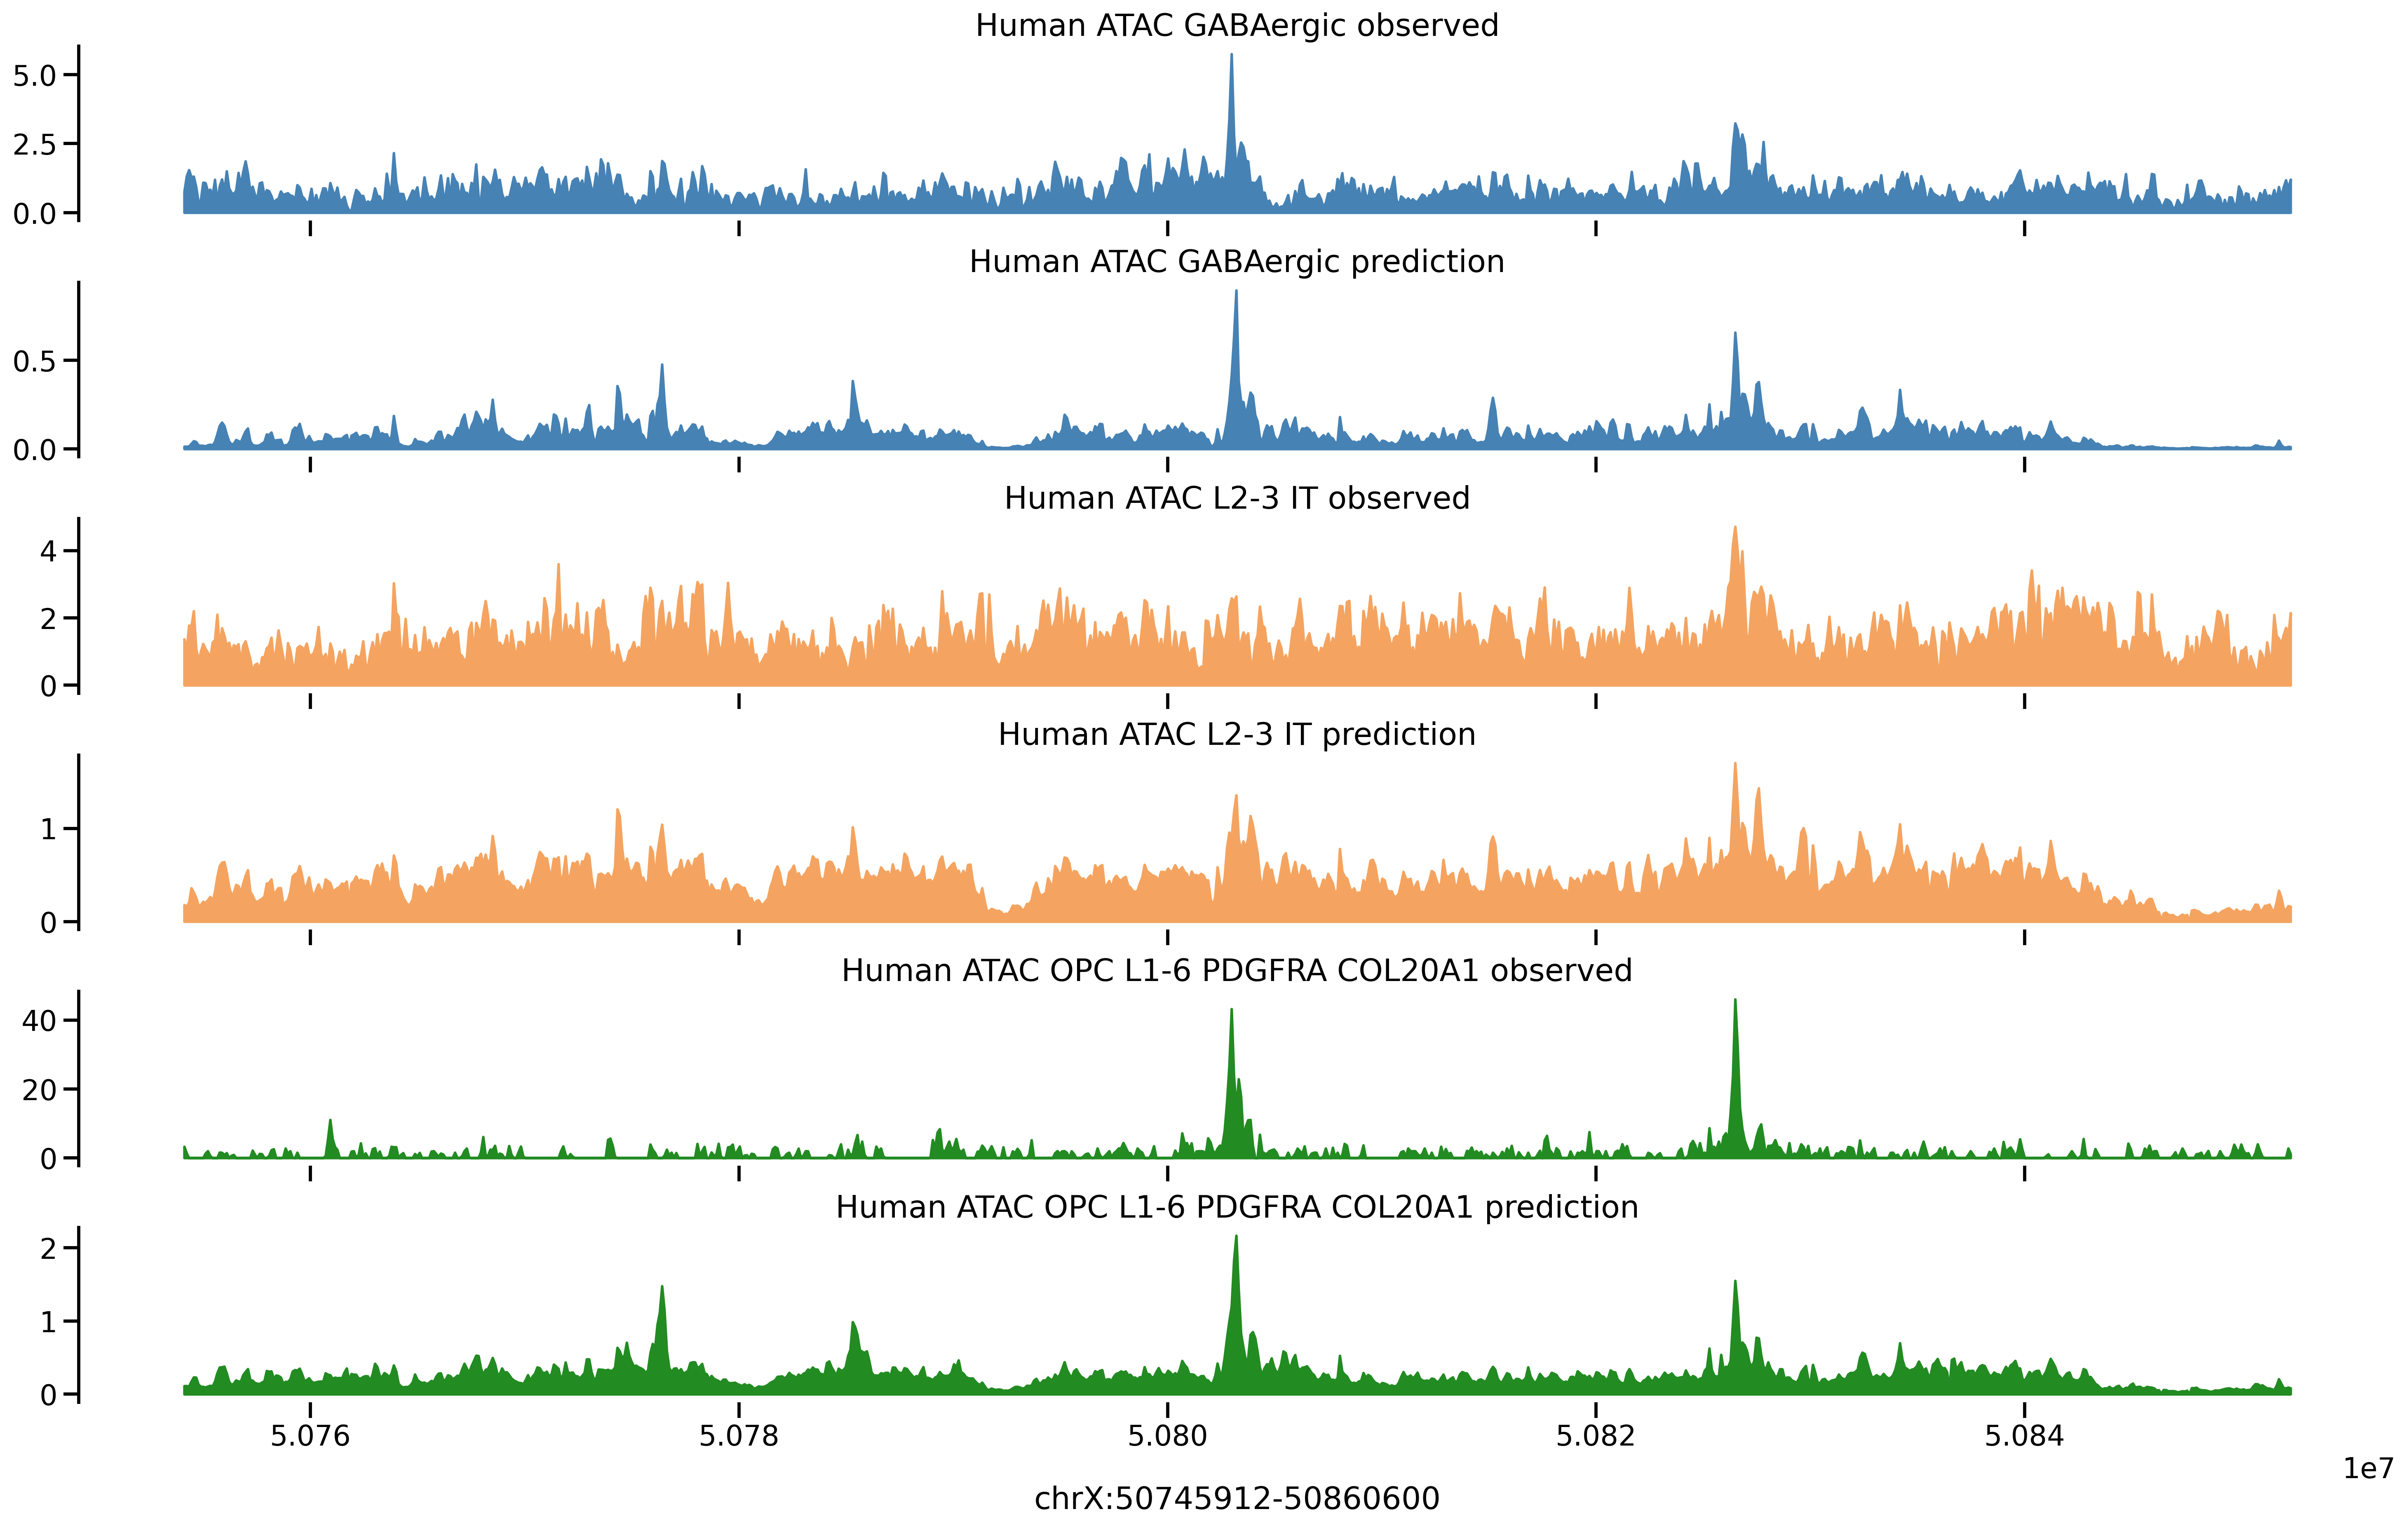 Human ATAC GABAergic observed
5.0
2.5
0.0
Human ATAC GABAergic prediction
0.5
0.0
Human ATAC L2-3 IT observed
4
2
0
Human ATAC L2-3 IT prediction
1
0
Human ATAC OPC L1-6 PDGFRA COL20A1 observed
40
20
0
Human ATAC OPC L1-6 PDGFRA COL20A1 prediction
2
1
0
5.076 5.078 5.080 5.082 5.084
1e7
chrX:50745912-50860600